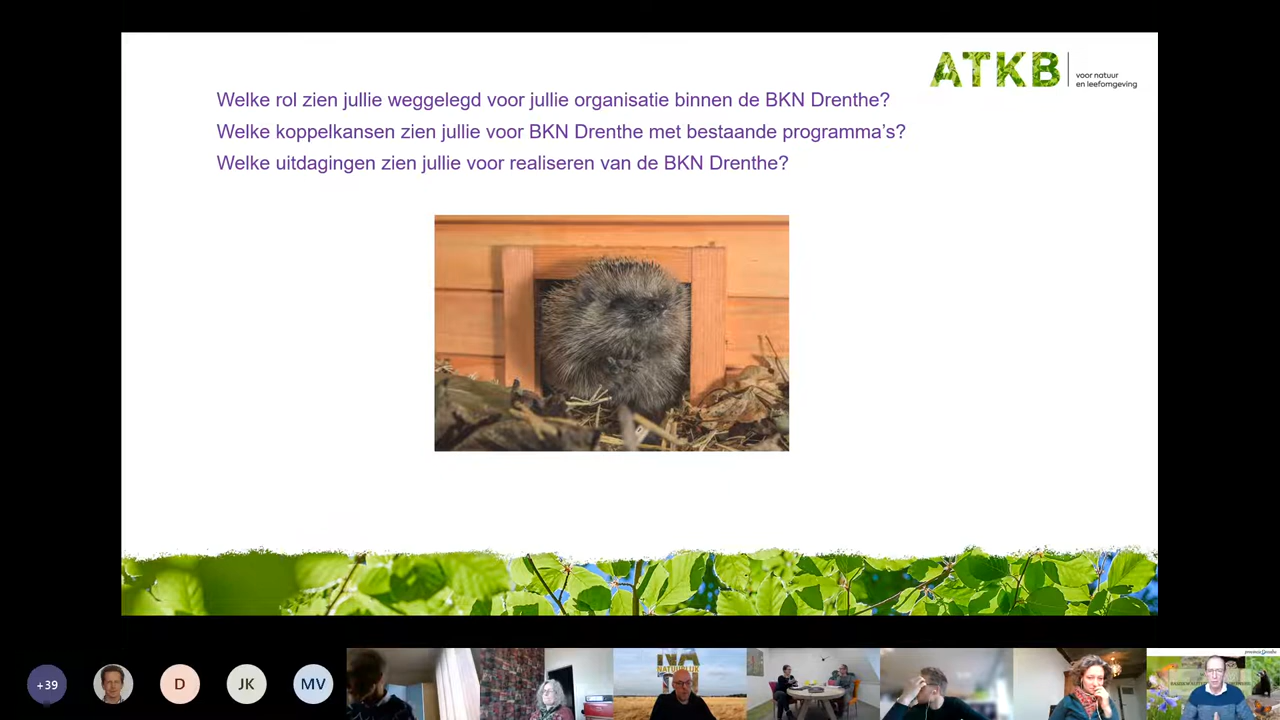 ATKB
voor natuur
en leefomgeving
Welke rol zien jullie weggelegd voor jullie organisatie binnen de BKN Drenthe?
Welke koppelkansen zien jullie voor BKN Drenthe met bestaande programma's?
Welke uitdagingen zien jullie voor realiseren van de BKN Drenthe?
+39
D
JK
MV
NATUURLIJK